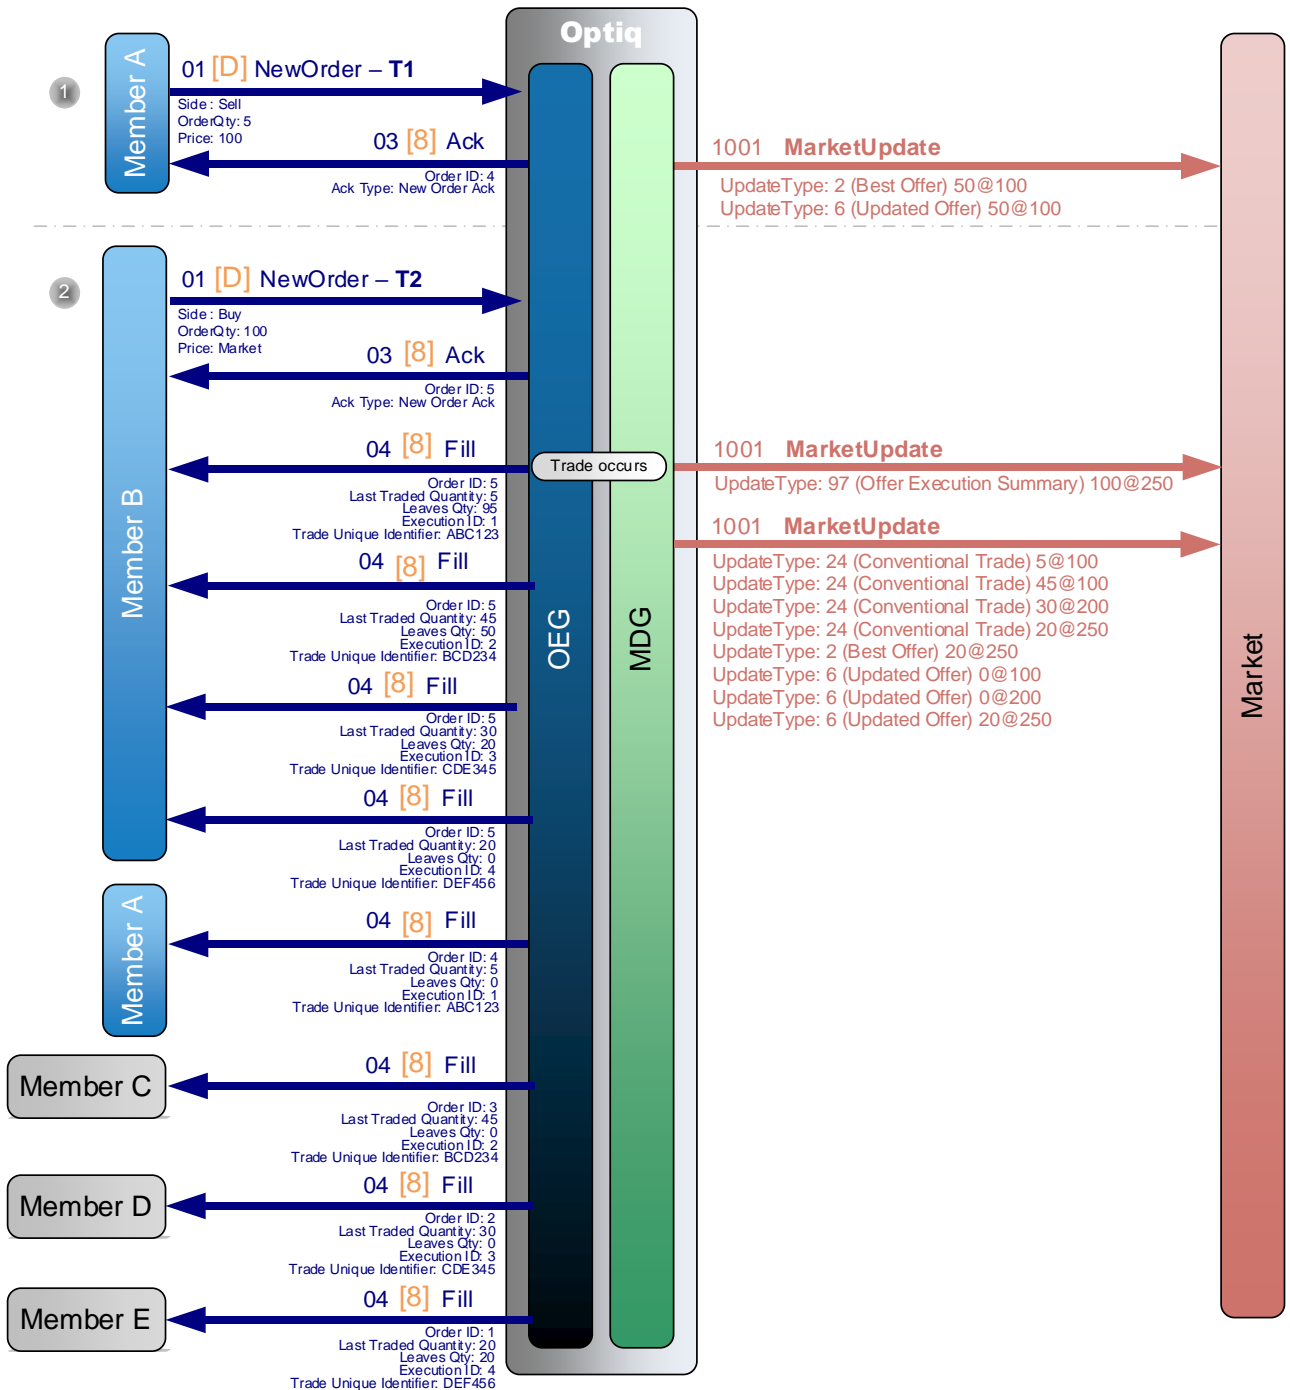 Optiq
Member A
1
01 [D] NewOrder – T1
Side : Sell
OrderQty: 5
Price: 100
03 [8] Ack
Order ID: 4
Ack Type: New Order Ack
1001 MarketUpdate
UpdateType: 2 (Best Offer) 50@100
UpdateType: 6 (Updated Offer) 50@100
2
Member B
01 [D] NewOrder – T2
Side : Buy
OrderQty: 100
Price: Market
03 [8] Ack
Order ID: 5
Ack Type: New Order Ack
04 [8] Fill
Order ID: 5
Last Traded Quantity: 5
Leaves Qty: 95
Execution ID: 1
Trade Unique Identifier: ABC123
Trade occurs
1001 MarketUpdate
UpdateType: 97 (Offer Execution Summary) 100@250
1001 MarketUpdate
UpdateType: 24 (Conventional Trade) 5@100
UpdateType: 24 (Conventional Trade) 45@100
UpdateType: 24 (Conventional Trade) 30@200
UpdateType: 24 (Conventional Trade) 20@250
UpdateType: 2 (Best Offer) 20@250
UpdateType: 6 (Updated Offer) 0@100
UpdateType: 6 (Updated Offer) 0@200
UpdateType: 6 (Updated Offer) 20@250
04 [8] Fill
Order ID: 5
Last Traded Quantity: 45
Leaves Qty: 50
Execution ID: 2
Trade Unique Identifier: BCD234
OEG
MDG
Market
04 [8] Fill
Order ID: 5
Last Traded Quantity: 30
Leaves Qty: 20
Execution ID: 3
Trade Unique Identifier: CDE345
04 [8] Fill
Order ID: 5
Last Traded Quantity: 20
Leaves Qty: 0
Execution ID: 4
Trade Unique Identifier: DEF456
Member A
04 [8] Fill
Order ID: 4
Last Traded Quantity: 5
Leaves Qty: 0
Execution ID: 1
Trade Unique Identifier: ABC123
Member C
04 [8] Fill
Order ID: 3
Last Traded Quantity: 45
Leaves Qty: 0
Execution ID: 2
Trade Unique Identifier: BCD234
Member D
04 [8] Fill
Order ID: 2
Last Traded Quantity: 30
Leaves Qty: 0
Execution ID: 3
Trade Unique Identifier: CDE345
Member E
04 [8] Fill
Order ID: 1
Last Traded Quantity: 20
Leaves Qty: 20
Execution ID: 4
Trade Unique Identifier: DEF456